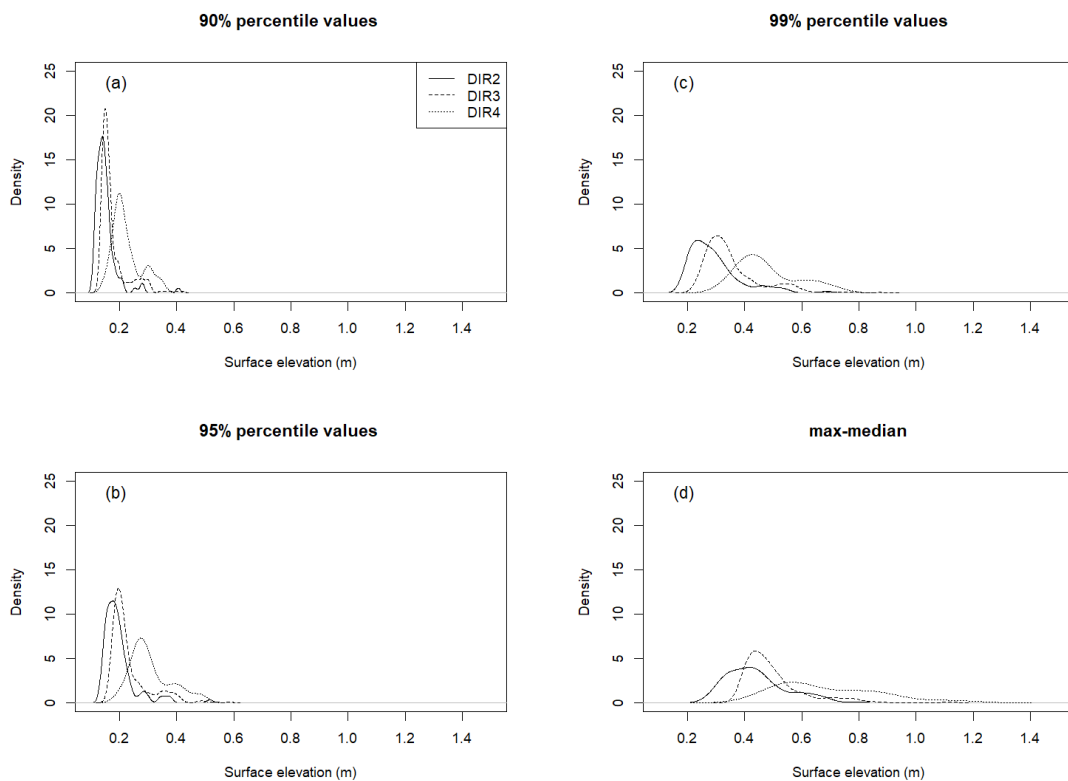 90% percentile values
(a)
DIR2
DIR3
DIR4
Density
0 5 10 15 20 25
0.2 0.4 0.6 0.8 1.0 1.2 1.4
Surface elevation (m)
99% percentile values
(c)
Density
0 5 10 15 20 25
0.2 0.4 0.6 0.8 1.0 1.2 1.4
Surface elevation (m)
95% percentile values
(b)
Density
0 5 10 15 20 25
0.2 0.4 0.6 0.8 1.0 1.2 1.4
Surface elevation (m)
max-median
(d)
Density
0 5 10 15 20 25
0.2 0.4 0.6 0.8 1.0 1.2 1.4
Surface elevation (m)